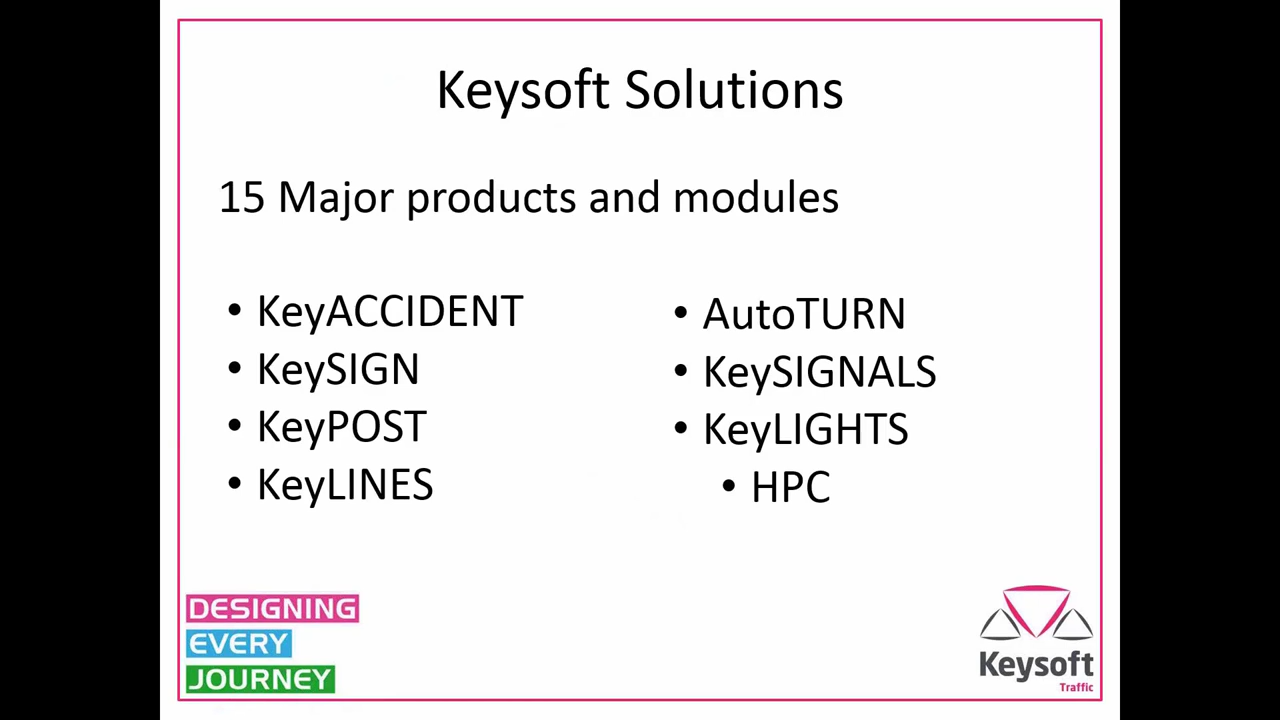 Keysoft Solutions
15 Major products and modules
• KeyACCIDENT
• KeySIGN
• KeyPOST
• KeyLINES
• AutoTURN
• KeySIGNALS
• KeyLIGHTS
• HPC
DESIGNING
EVERY
JOURNEY
Keysoft
Traffic